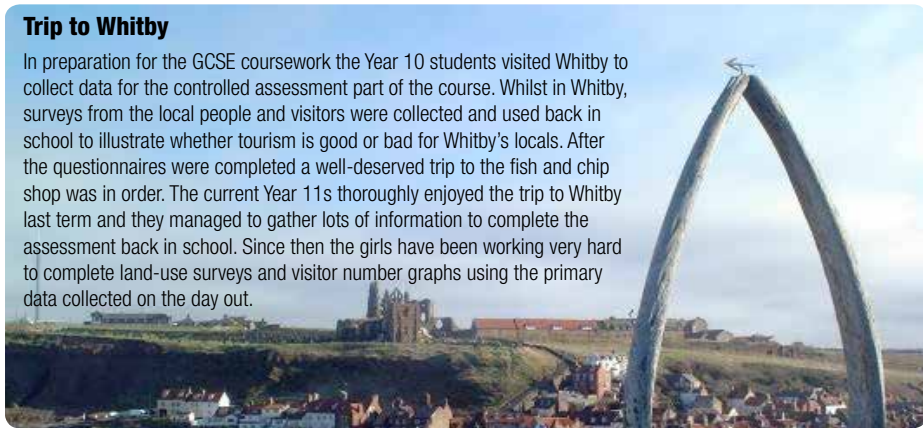 Trip to Whitby
In preparation for the GCSE coursework the Year 10 students visited Whitby to
collect data for the controlled assessment part of the course. Whilst in Whitby,
surveys from the local people and visitors were collected and used back in
school to illustrate whether tourism is good or bad for Whitby's locals. After
the questionnaires were completed a well-deserved trip to the fish and chip
shop was in order. The current Year 11s thoroughly enjoyed the trip to Whitby
last term and they managed to gather lots of information to complete the
assessment back in school. Since then the girls have been working very hard
to complete land-use surveys and visitor number graphs using the primary
data collected on the day out.